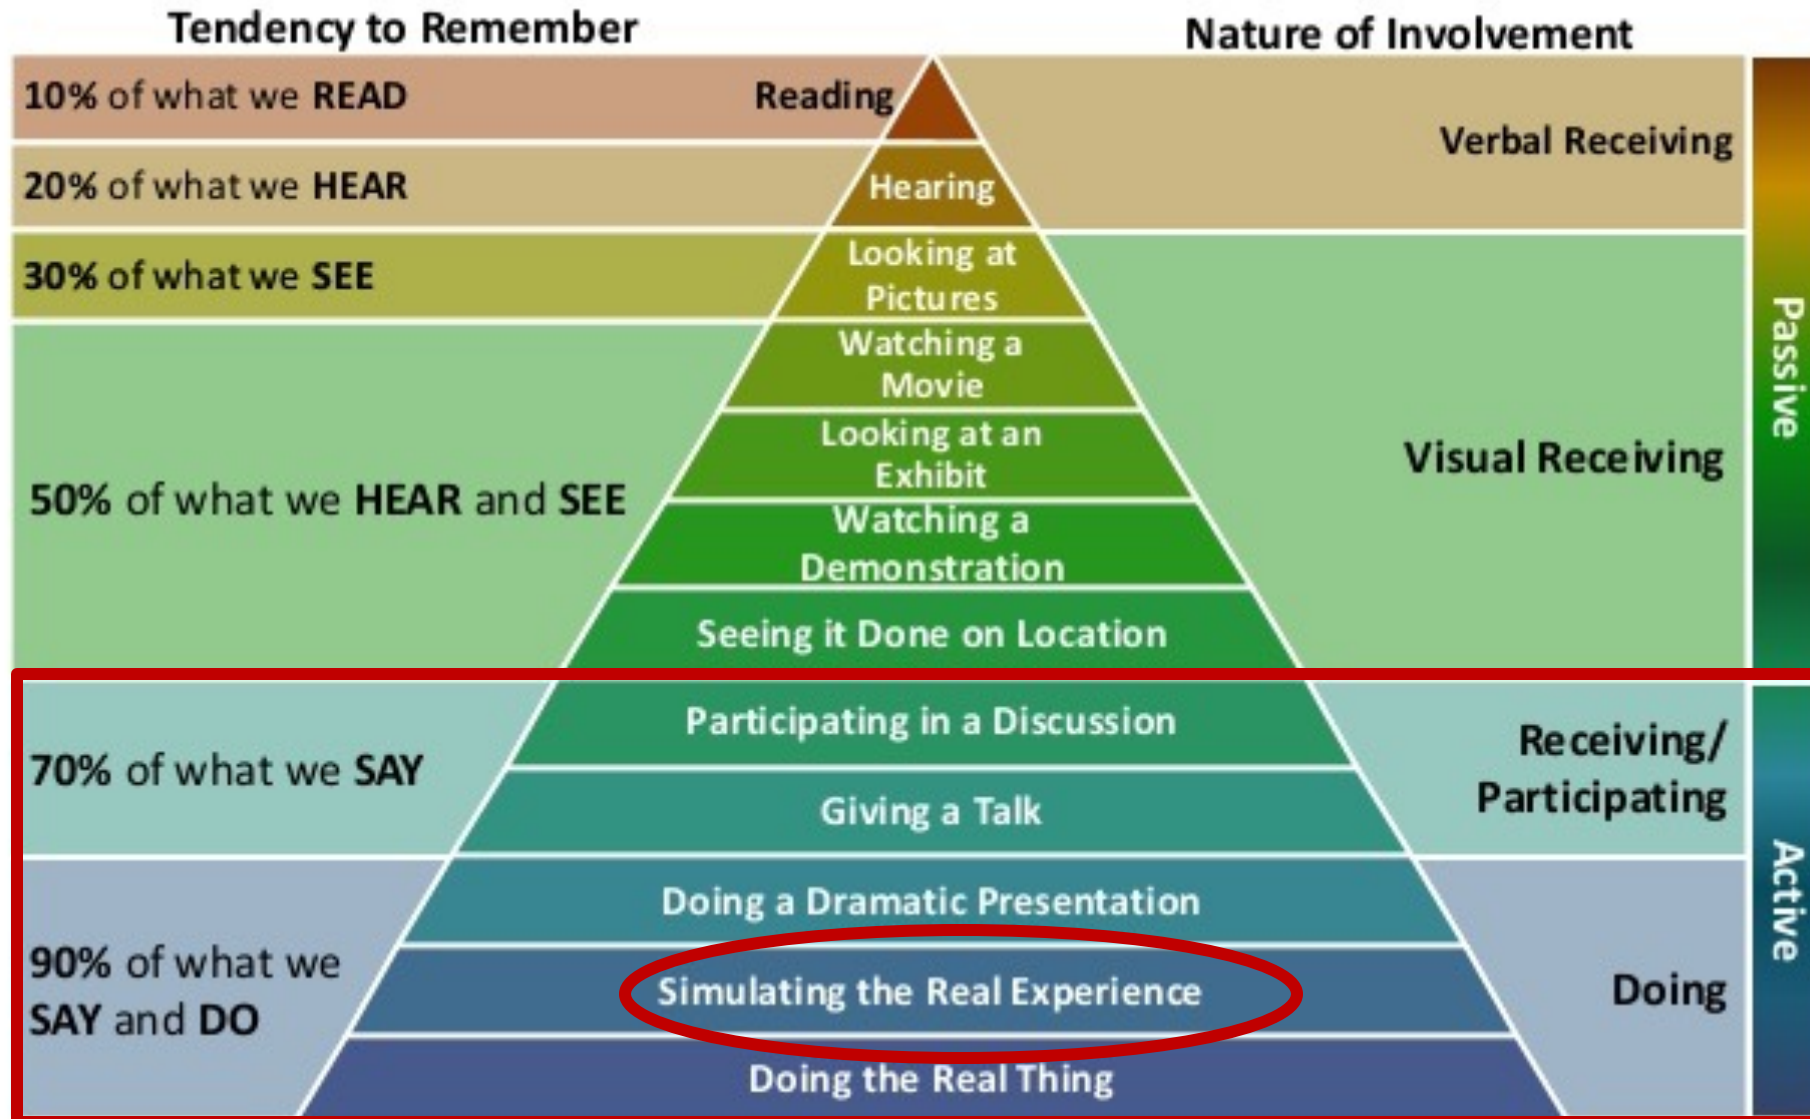 Tendency to Remember
Nature of Involvement
10% of what we READ
Reading
Verbal Receiving
20% of what we HEAR
Hearing
30% of what we SEE
Looking at
Pictures
Watching a
Movie
Looking at an
Exhibit
50% of what we HEAR and SEE
Visual Receiving
Watching a
Demonstration
Seeing it Done on Location
Passive
70% of what we SAY
Participating in a Discussion
Giving a Talk
Receiving/
Participating
90% of what we
SAY and DO
Doing a Dramatic Presentation
Simulating the Real Experience
Doing the Real Thing
Doing
Active